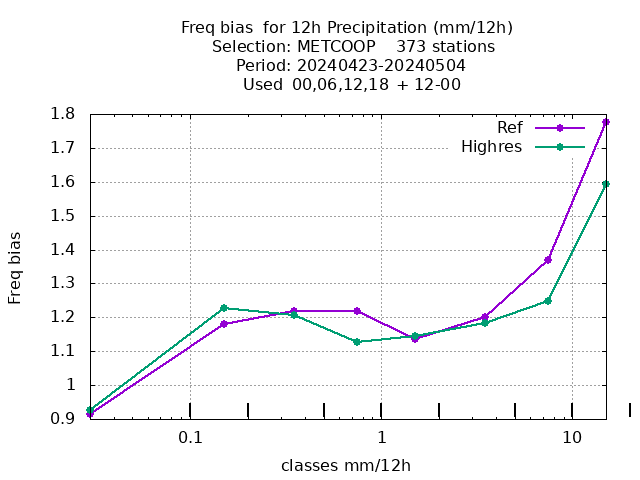 Freq bias  for 12h Precipitation (mm/12h)
Selection: METCOOP    373 stations
Period: 20240423-20240504
Used  00,06,12,18 + 12-00
1.8
Ref
1.7
Highres
1.6
1.5
1.4
Freq bias
1.3
1.2
1.1
1
0.9
0.1 1 10
classes mm/12h